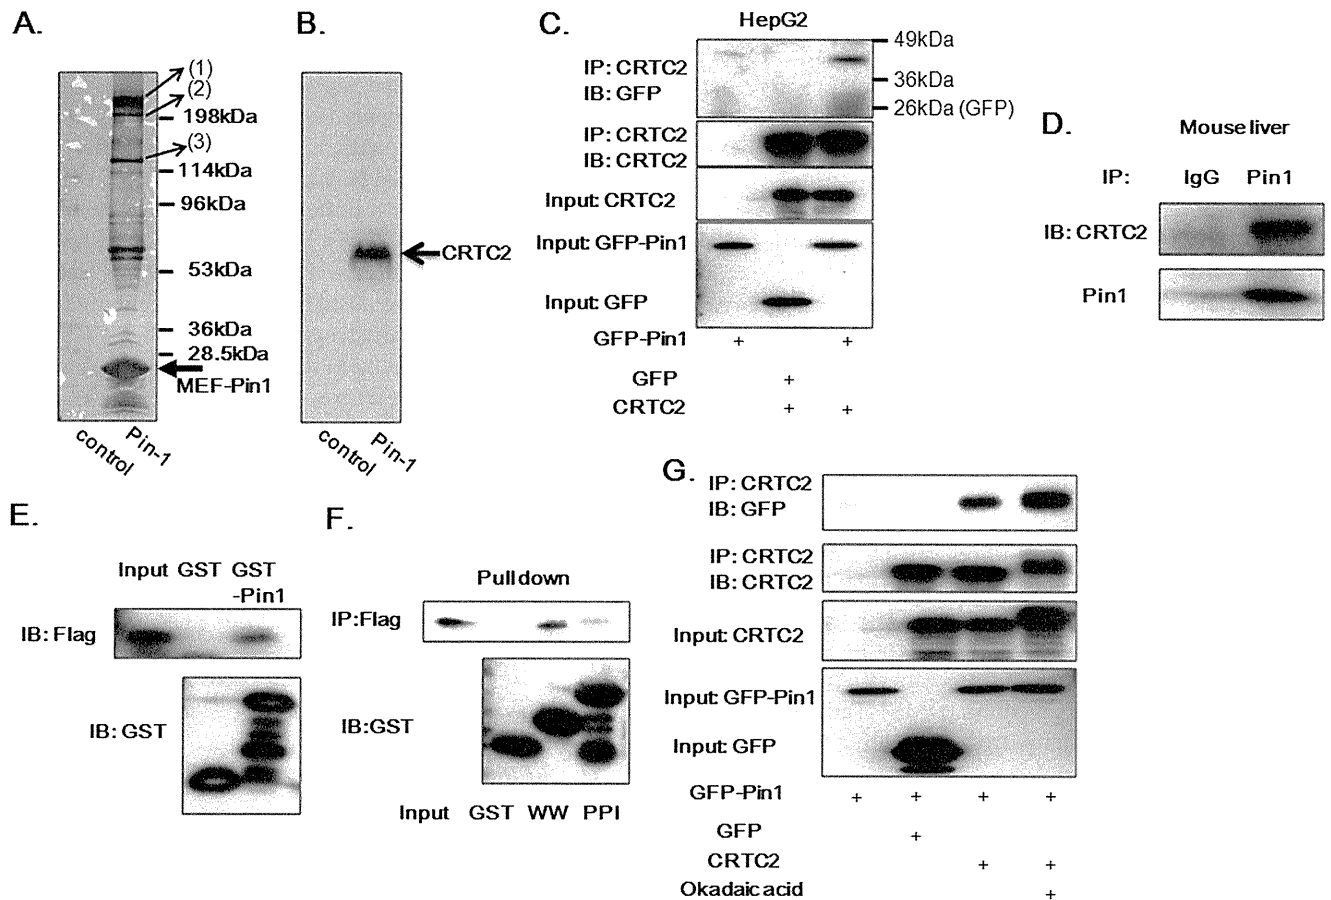 A.
(1)
(2)
198kDa
(3)
114kDa
96kDa
53kDa
36kDa
28.5kDa
MEF-Pin1
control
Pin-1
B.
CRTC2
control
Pin-1
C.
HepG2
IP: CRTC2
IB: GFP
49kDa
36kDa
26kDa (GFP)
IP: CRTC2
IB: CRTC2
Input: CRTC2
Input: GFP-Pin1
Input: GFP
GFP-Pin1 + +
GFP +
CRTC2 + +
D.
Mouse liver
IP: IgG Pin1
IB: CRTC2
Pin1
E.
Input GST GST
-Pin1
IB: Flag
IB: GST
F.
Pull down
IP:Flag
IB:GST
Input GST WW PPI
G.
IP: CRTC2
IB: GFP
IP: CRTC2
IB: CRTC2
Input: CRTC2
Input: GFP-Pin1
Input: GFP
GFP-Pin1 + + + +
GFP +
CRTC2 + +
Okadaic acid +